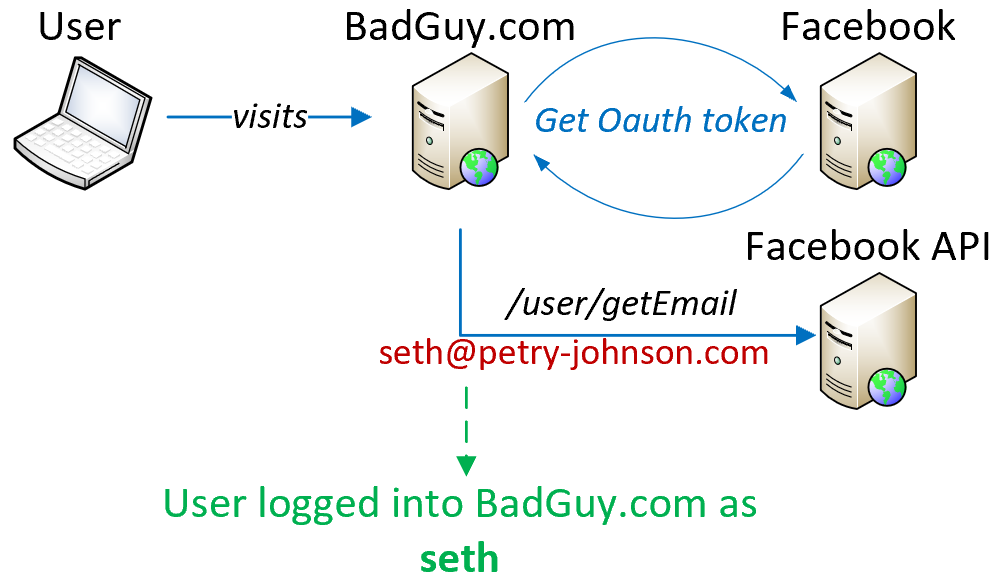 User
BadGuy.com
Facebook
visits
Get Oauth token
Facebook API
/user/getEmail
seth@petry-johnson.com
User logged into BadGuy.com as
seth